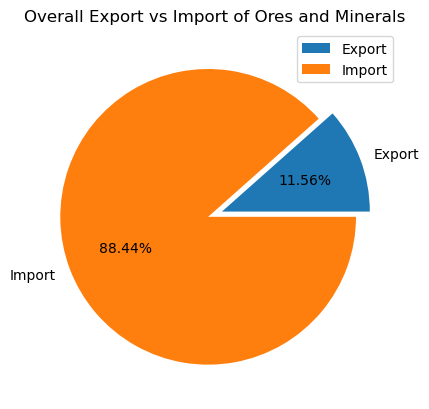 Overall Export vs Import of Ores and Minerals
Export
Import
Export
11.56%
88.44%
Import